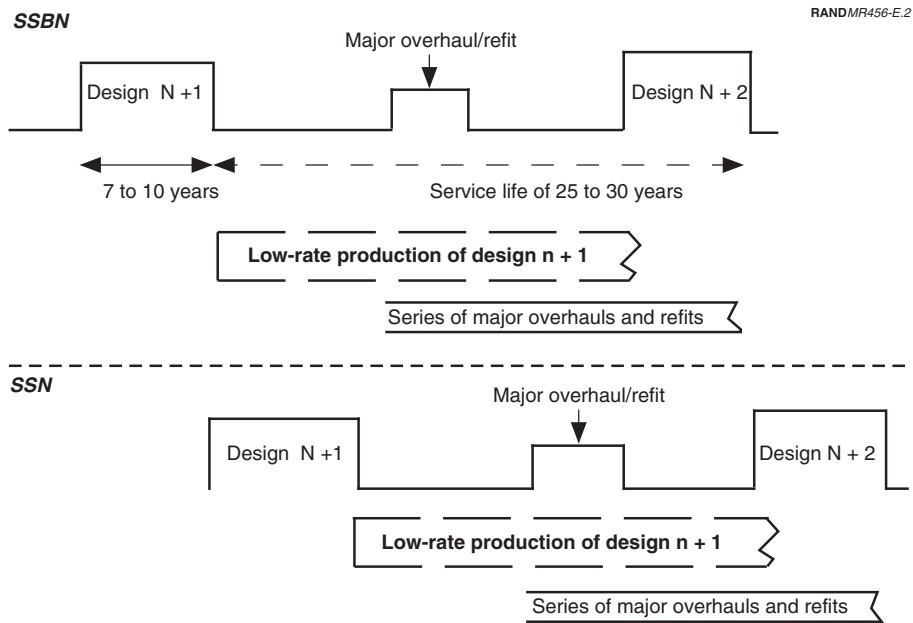 SSBN
RANDMR456-E.2
Major overhaul/refit
Design N +1
Design N + 2
7 to 10 years
Service life of 25 to 30 years
Low-rate production of design n + 1
Series of major overhauls and refits
SSN
Major overhaul/refit
Design N +1
Design N + 2
Low-rate production of design n + 1
Series of major overhauls and refits